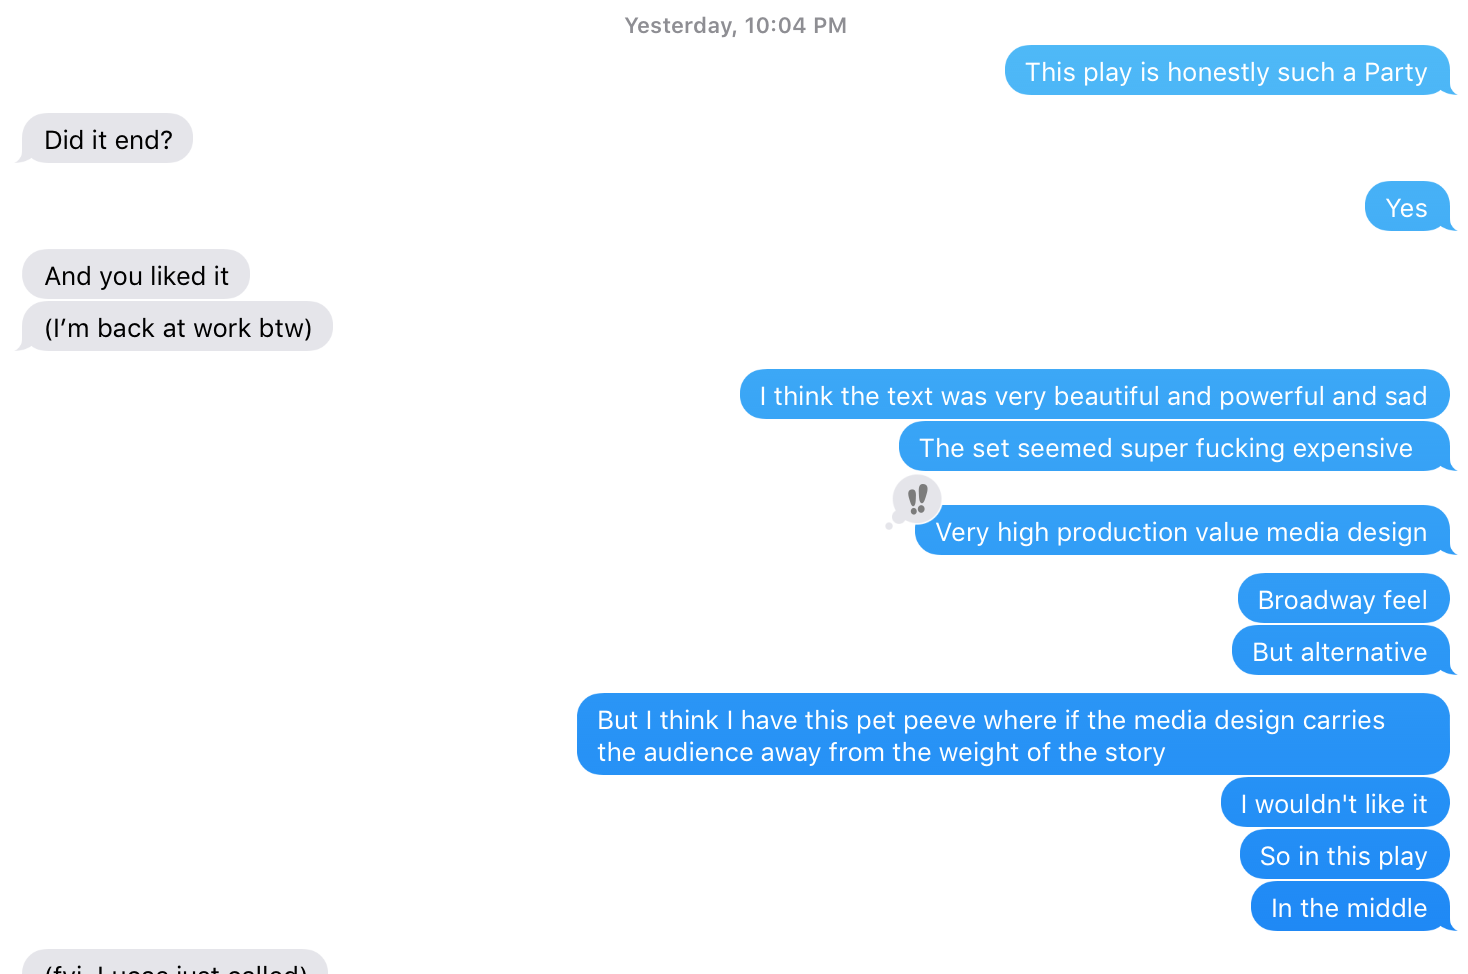 Yesterday, 10:04 PM
This play is honestly such a Party
Did it end?
Yes
And you liked it
(I’m back at work btw)
I think the text was very beautiful and powerful and sad
The set seemed super fucking expensive
Very high production value media design
Broadway feel
But alternative
But I think I have this pet peeve where if the media design carries
the audience away from the weight of the story
I wouldn't like it
So in this play
In the middle
(fyi, Lucas just called)